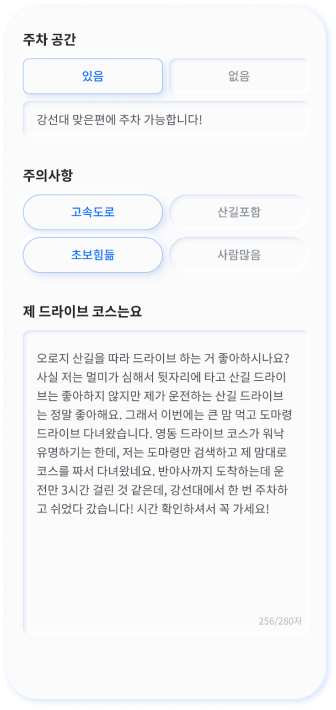 주차 공간
있음
없음
강선대 맞은편에 주차 가능합니다!
주의사항
고속도로
산길포함
초보힘듦
사람많음
제 드라이브 코스는요
오로지 산길을 따라 드라이브 하는 거 좋아하시나요?
사실 저는 멀미가 심해서 뒷자리에 타고 산길 드라이
브는 좋아하지 않지만 제가 운전하는 산길 드라이브
는 정말 좋아해요. 그래서 이번에는 큰 맘 먹고 도마령
드라이브 다녀왔습니다. 영동 드라이브 코스가 워낙
유명하기는 한데, 저는 도마령만 검색하고 제 맘대로
코스를 짜서 다녀왔네요. 반야사까지 도착하는데 운
전만 3시간 걸린 것 같은데, 강선대에서 한 번 주차하
고 쉬었다 갔습니다! 시간 확인하셔서 꼭 가세요!
256/280자